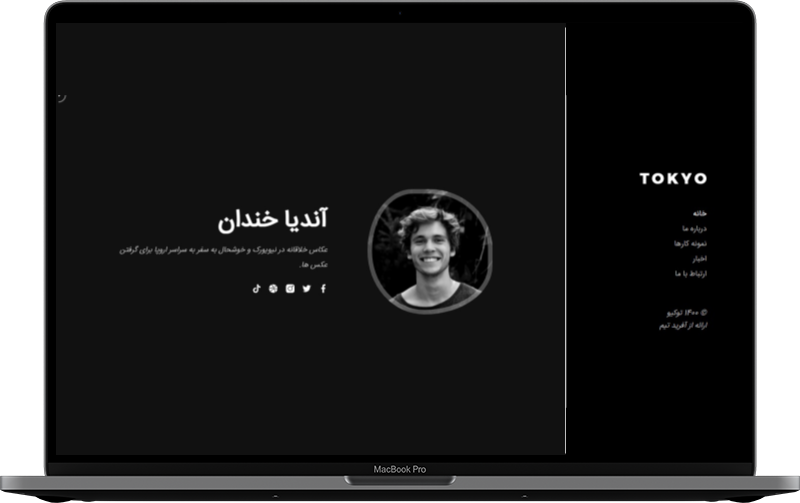 TOKYO
خانه
درباره ما
نمونه کارها
اخبار
ارتباط با ما
© ۱۴۰۰ توکیو
ارائه از آفرید تیم
آندیا خندان
عکاس خلاقانه در نیویورک و خوشحال به سفر به سراسر اروپا برای گرفتن
عکس ها.
MacBook Pro